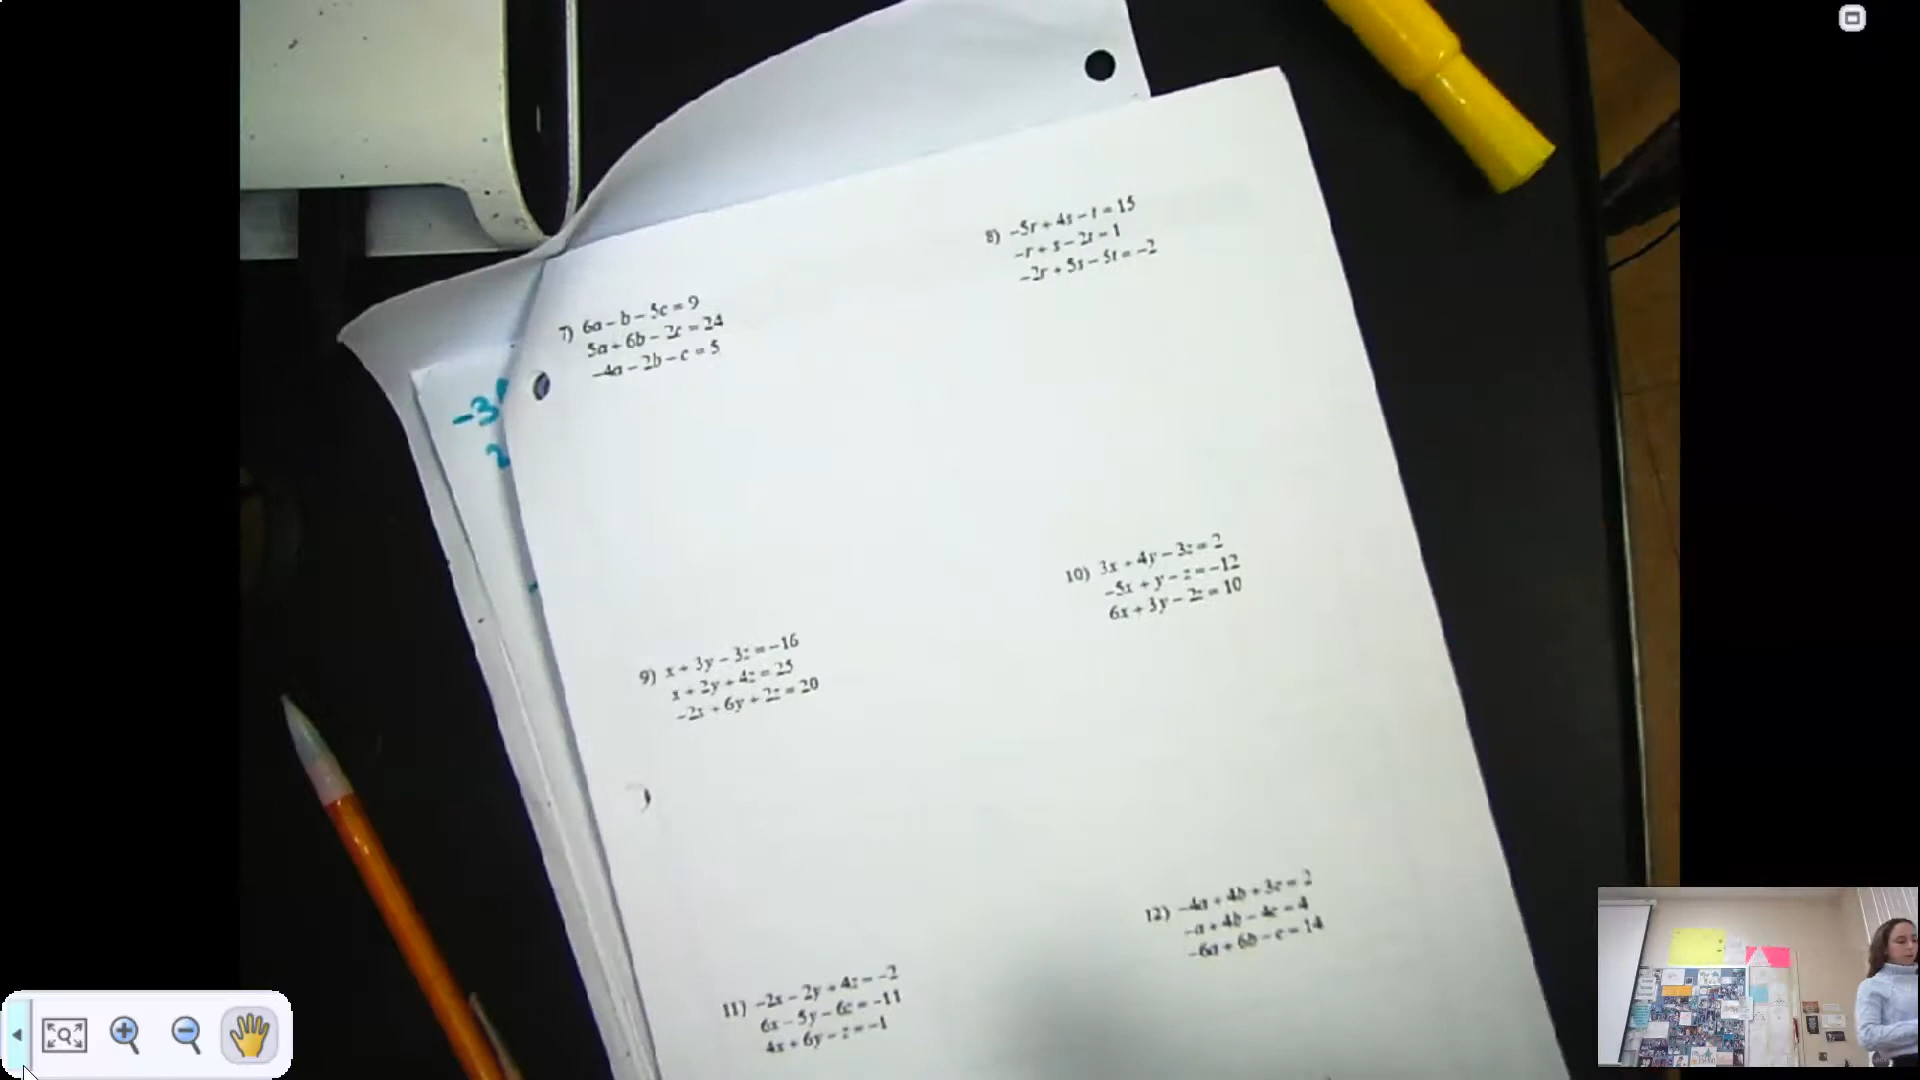 8) -5r + 4s - t = 15
-r + s - 2t = 1
-2r + 5s - 5t = -2
7) 6a - b - 5c = 9
5a + 6b - 2c = 24
-4a - 2b - c = 5
-3
2
10) 3x + 4y - 3z = 2
-5x + y - z = -12
6x + 3y - 2z = 10
9) x + 3y - 3z = -16
x + 2y + 4z = 25
-2x + 6y + 2z = 20
12) -4a + 4b + 3c = 2
-a + 4b - 4c = 4
-6a + 6b - c = 14
11) -2x - 2y + 4z = -2
6x - 5y - 6z = -11
4x + 6y - z = -1